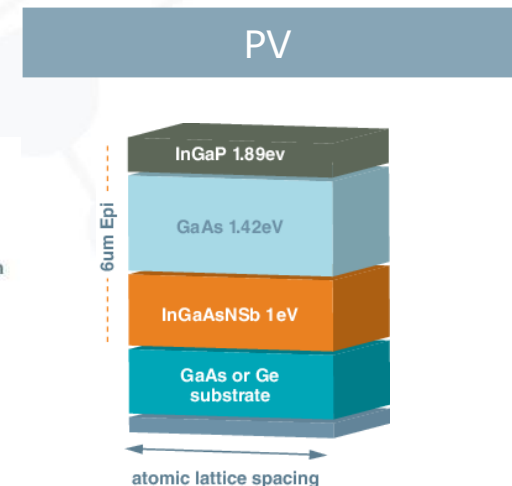 PV
InGaP 1.89ev
GaAs 1.42eV
6um Epi
InGaAsNSb 1eV
GaAs or Ge
substrate
atomic lattice spacing